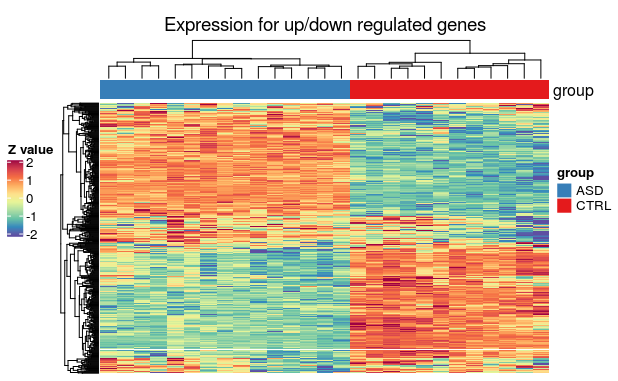 Expression for up/down regulated genes
group
Z value
2
1
0
-1
-2
group
ASD
CTRL